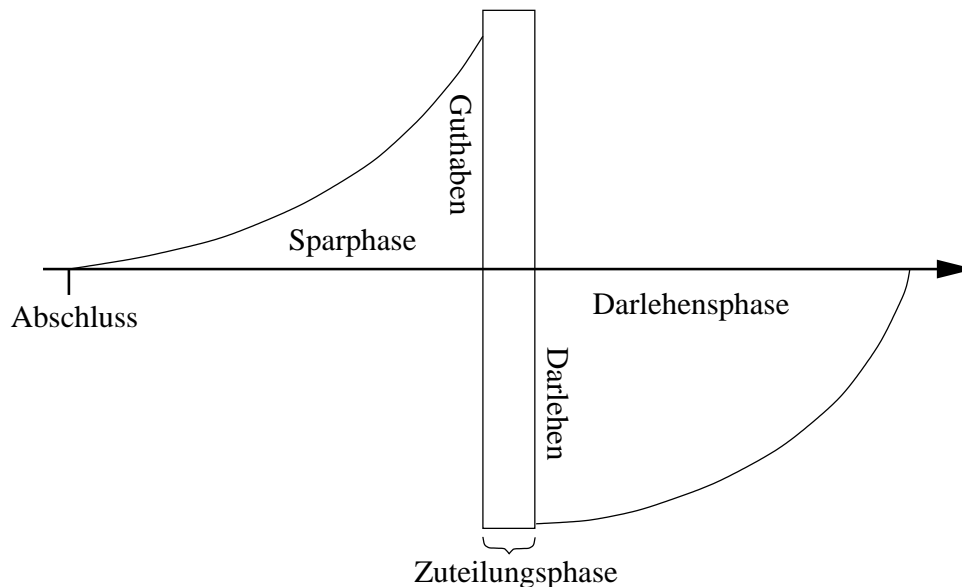 Guthaben
Sparphase
Abschluss
Darlehensphase
Darlehen
Zuteilungsphase